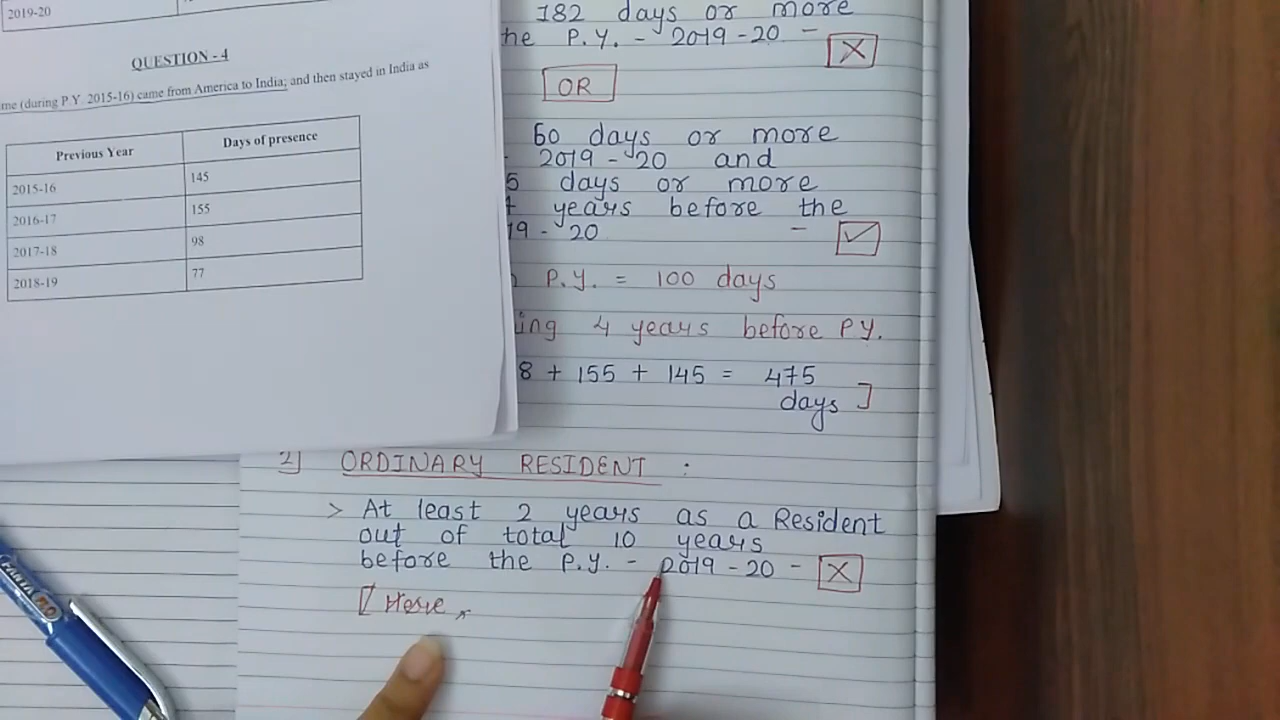 2019-20
QUESTION - 4
me (during P.Y. 2015-16) came from America to India; and then stayed in India as
Previous Year Days of presence
2015-16 145
2016-17 155
2017-18 98
2018-19 77
182 days or more
he P.Y. - 2019-20 - X
OR
60 days or more
2019-20 and
5 days or more
years before the
19-20 - ✓
P.Y. = 100 days
ing 4 years before P.Y.
8 + 155 + 145 = 475
days ]
2] ORDINARY RESIDENT :
> At least 2 years as a Resident
out of total 10 years
before the P.Y. - 2019-20 - X
[ Here,
MAX